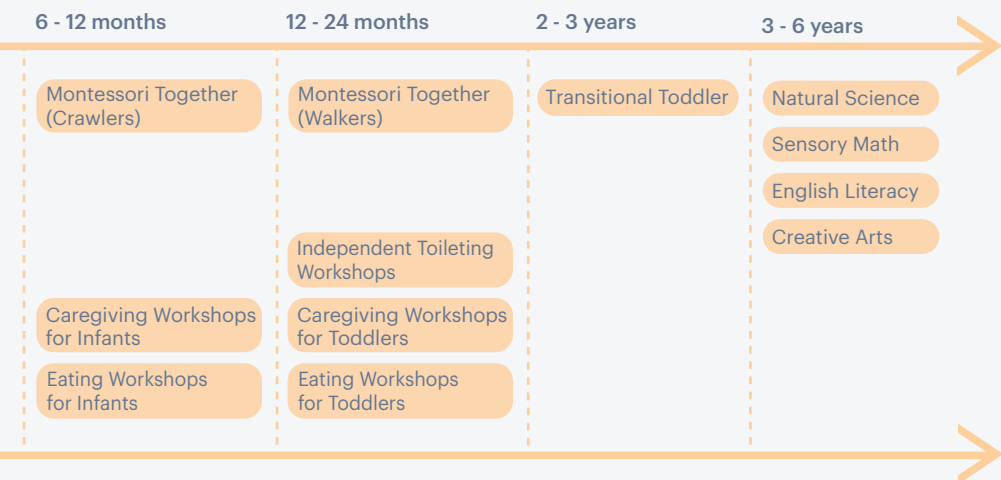 6 - 12 months
12 - 24 months
2 - 3 years
3 - 6 years
Montessori Together
(Crawlers)
Montessori Together
(Walkers)
Transitional Toddler
Natural Science
Sensory Math
English Literacy
Creative Arts
Independent Toileting
Workshops
Caregiving Workshops
for Infants
Caregiving Workshops
for Toddlers
Eating Workshops
for Infants
Eating Workshops
for Toddlers